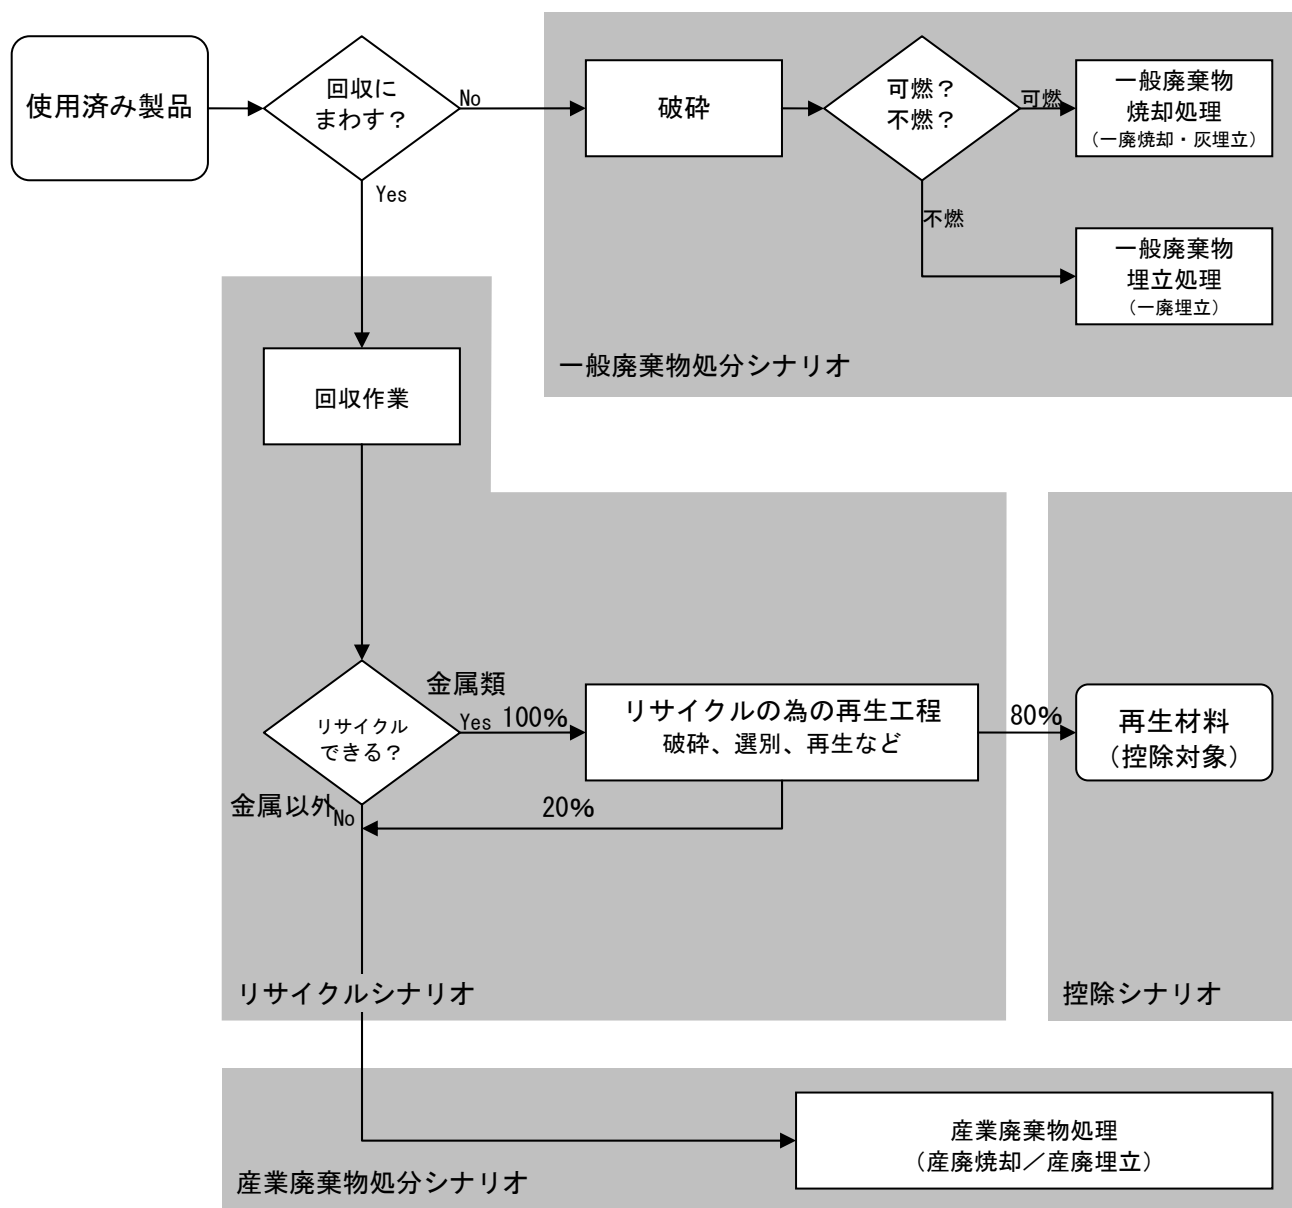 使用済み製品
回収に
まわす？
No
Yes
破砕
可燃？
不燃？
可燃
不燃
一般廃棄物
焼却処理
（一廃焼却・灰埋立）
一般廃棄物
埋立処理
（一廃埋立）
一般廃棄物処分シナリオ
回収作業
リサイクル
できる？
金属類
Yes
100%
金属以外
No
リサイクルの為の再生工程
破砕、選別、再生など
20%
80%
再生材料
（控除対象）
リサイクルシナリオ
控除シナリオ
産業廃棄物処理
（産廃焼却／産廃埋立）
産業廃棄物処分シナリオ